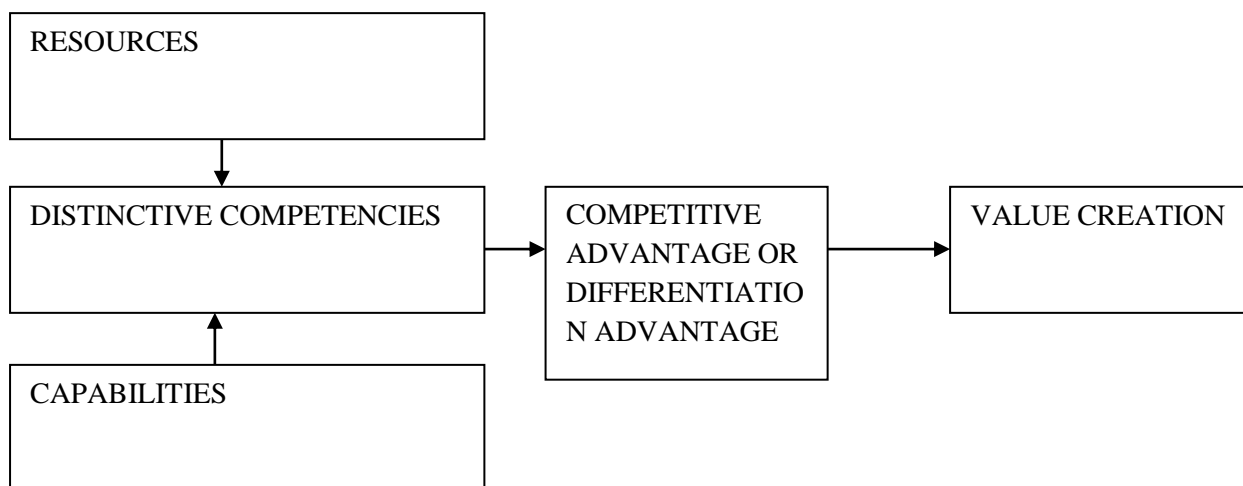 RESOURCES
DISTINCTIVE COMPETENCIES
COMPETITIVE
ADVANTAGE OR
DIFFERENTIATIO
N ADVANTAGE
VALUE CREATION
CAPABILITIES